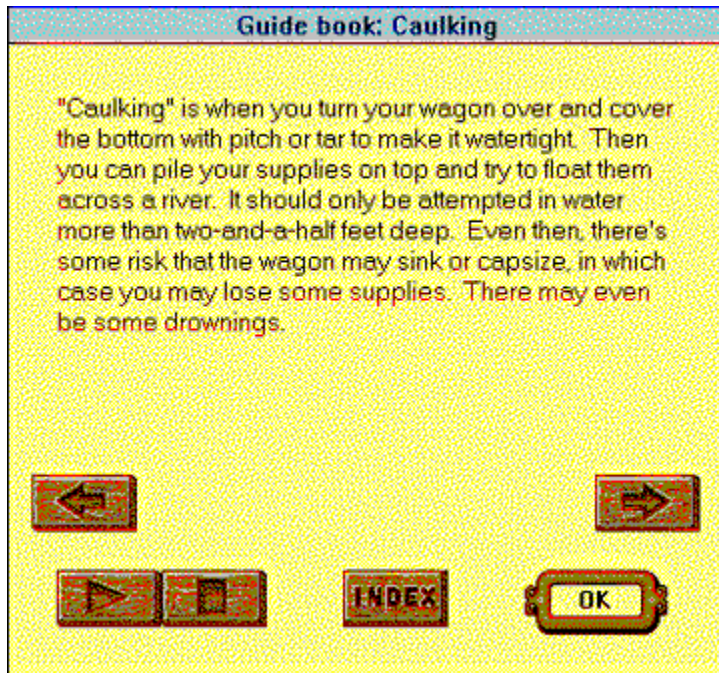 Guide book: Caulking
"Caulking" is when you turn your wagon over and cover
the bottom with pitch or tar to make it watertight. Then
you can pile your supplies on top and try to float them
across a river. It should only be attempted in water
more than two-and-a-half feet deep. Even then, there's
some risk that the wagon may sink or capsize, in which
case you may lose some supplies. There may even
be some drownings.
INDEX
OK